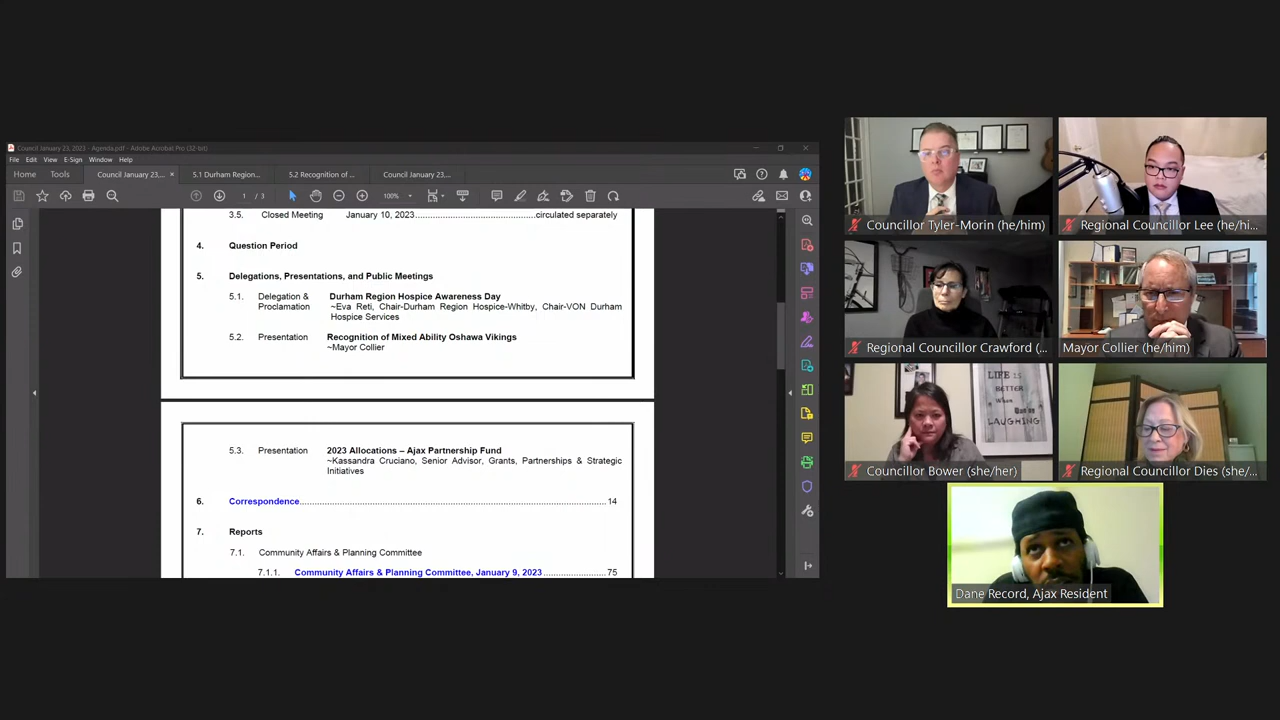 Council January 23, 2023 - Agenda.pdf - Adobe Acrobat Pro (32-bit)
File Edit View E-Sign Window Help
Home Tools Council January 23,... × 5.1 Durham Region... 5.2 Recognition of ... Council January 23,...
1 / 3 100%
3.5. Closed Meeting January 10, 2023................................................circulated separately
4. Question Period
5. Delegations, Presentations, and Public Meetings
5.1. Delegation & Durham Region Hospice Awareness Day
Proclamation ~Eva Reti, Chair-Durham Region Hospice-Whitby, Chair-VON Durham
Hospice Services
5.2. Presentation Recognition of Mixed Ability Oshawa Vikings
~Mayor Collier
5.3. Presentation 2023 Allocations – Ajax Partnership Fund
~Kassandra Cruciano, Senior Advisor, Grants, Partnerships & Strategic
Initiatives
6. Correspondence........................................................................................................................ 14
7. Reports
7.1. Community Affairs & Planning Committee
7.1.1. Community Affairs & Planning Committee, January 9, 2023 ........................ 75
Councillor Tyler-Morin (he/him)
Regional Councillor Lee (he/hi...
Regional Councillor Crawford (...
Mayor Collier (he/him)
LIFE is
BETTER
When
You're
LAUGHING
Councillor Bower (she/her)
Regional Councillor Dies (she/...
Dane Record, Ajax Resident